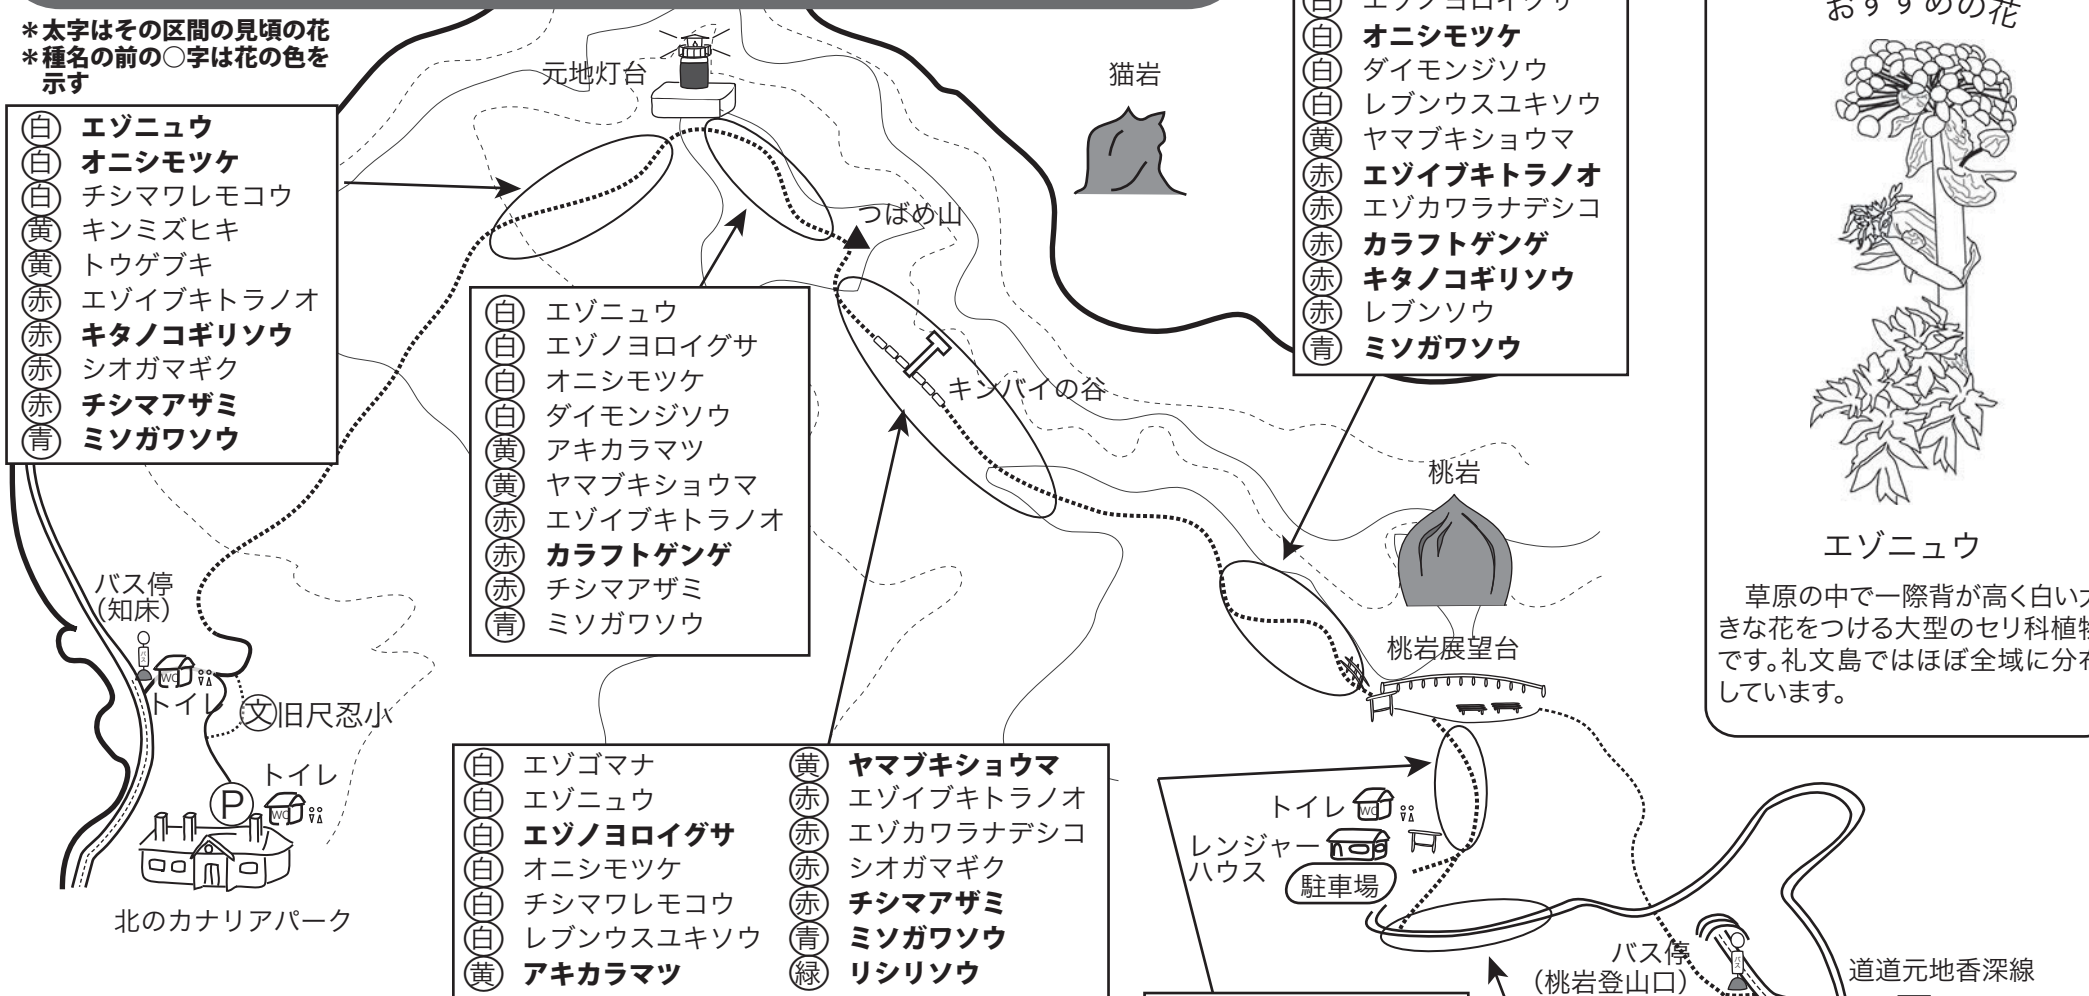 ＊太字はその区間の見頃の花
＊種名の前の○字は花の色を
示す
白 エゾニュウ
白 オニシモツケ
白 チシマワレモコウ
黄 キンミズヒキ
黄 トウゲブキ
赤 エゾイブキトラノオ
赤 キタノコギリソウ
赤 シオガマギク
赤 チシマアザミ
青 ミソガワソウ
元地灯台
猫岩
つばめ山
キンバイの谷
白 エゾニュウ
白 エゾノヨロイグサ
白 オニシモツケ
白 ダイモンジソウ
黄 アキカラマツ
黄 ヤマブキショウマ
赤 エゾイブキトラノオ
赤 カラフトゲンゲ
赤 チシマアザミ
青 ミソガワソウ
白 エゾノヨロイグサ
白 オニシモツケ
白 ダイモンジソウ
白 レブンウスユキソウ
黄 ヤマブキショウマ
赤 エゾイブキトラノオ
赤 エゾカワラナデシコ
赤 カラフトゲンゲ
赤 キタノコギリソウ
赤 レブンソウ
青 ミソガワソウ
桃岩
桃岩展望台
おすすめの花
エゾニュウ
草原の中で一際背が高く白い大
きな花をつける大型のセリ科植物
です。礼文島ではほぼ全域に分布
しています。
バス停
（知床）
バス
WC
トイレ
文旧尺忍小
トイレ
P
WC
北のカナリアパーク
白 エゾゴマナ
白 エゾニュウ
白 エゾノヨロイグサ
白 オニシモツケ
白 チシマワレモコウ
白 レブンウスユキソウ
黄 アキカラマツ
黄 ヤマブキショウマ
赤 エゾイブキトラノオ
赤 エゾカワラナデシコ
赤 シオガマギク
赤 チシマアザミ
青 ミソガワソウ
緑 リシリソウ
トイレ
WC
レンジャー
ハウス
駐車場
バス停
（桃岩登山口）
バス
道道元地香深線